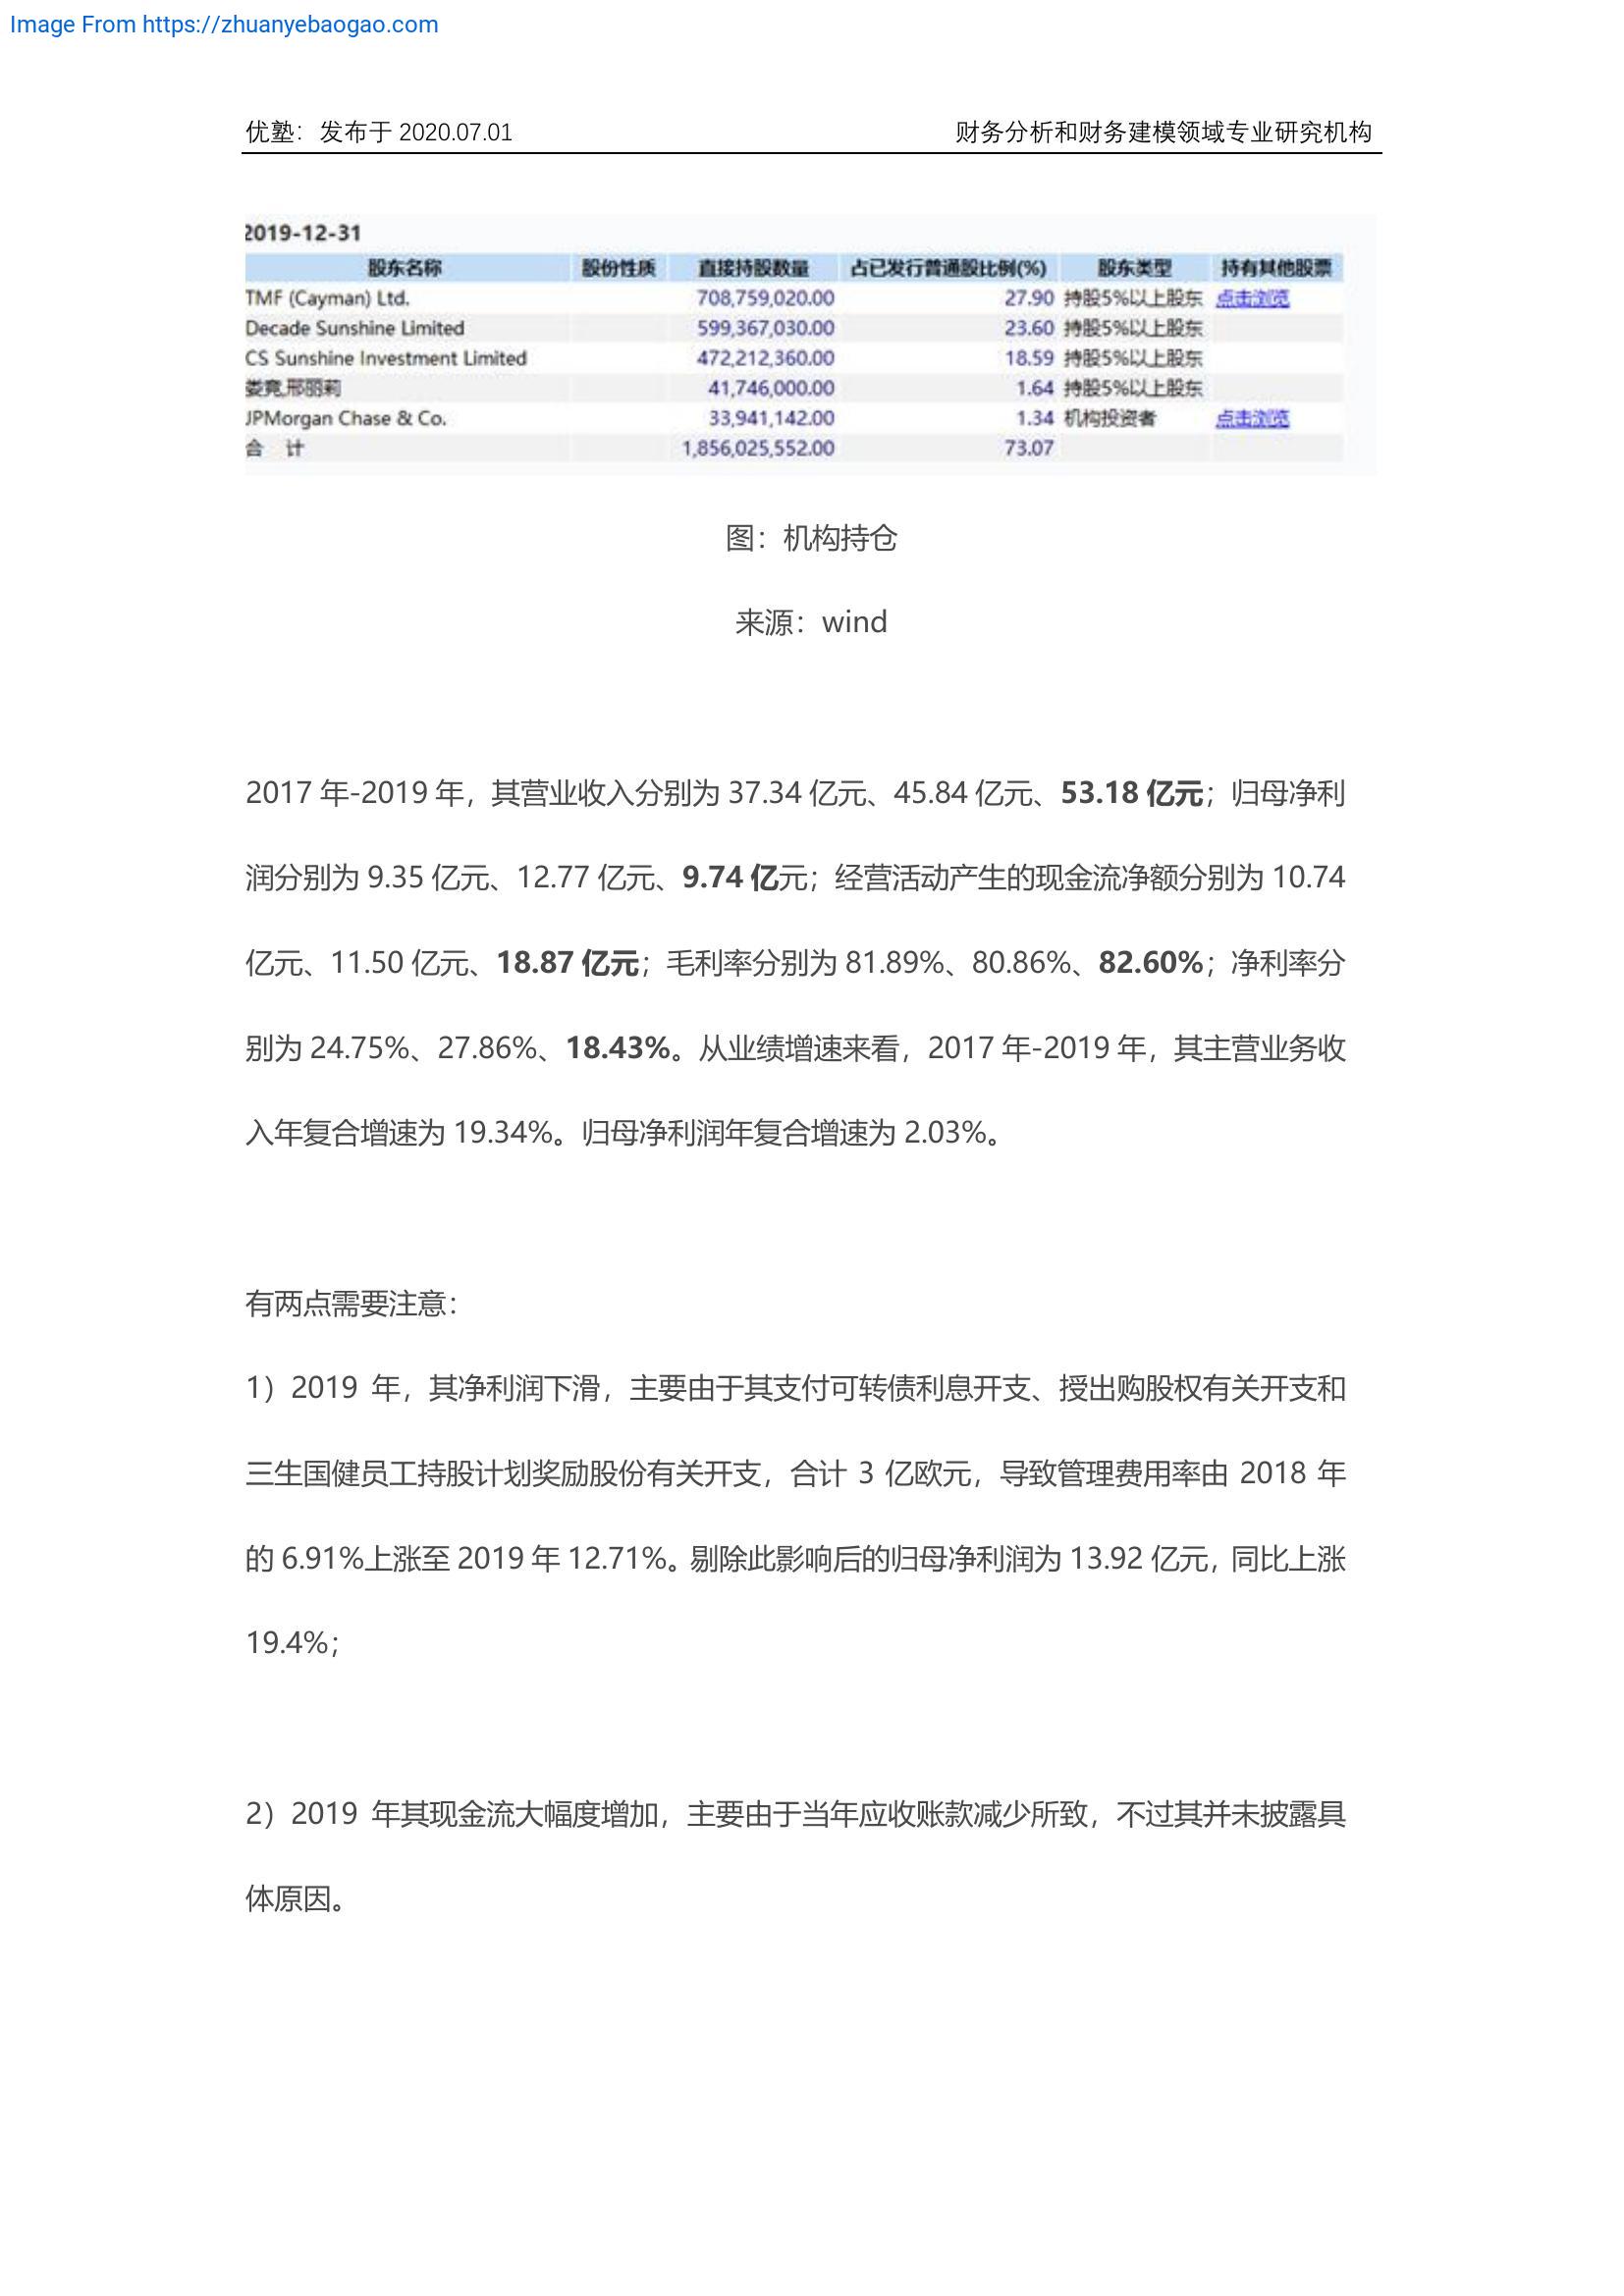 Image From https://zhuanyebaogao.com
优塾：发布于 2020.07.01 财务分析和财务建模领域专业研究机构
2019-12-31
股东名称 股份性质 直接持股数量 占已发行普通股比例(%) 股东类型 持有其他股票
TMF (Cayman) Ltd. 708,759,020.00 27.90 持股5%以上股东 点击浏览
Decade Sunshine Limited 599,367,030.00 23.60 持股5%以上股东
CS Sunshine Investment Limited 472,212,360.00 18.59 持股5%以上股东
娄竞,邢丽莉 41,746,000.00 1.64 持股5%以上股东
JPMorgan Chase & Co. 33,941,142.00 1.34 机构投资者 点击浏览
合 计 1,856,025,552.00 73.07
图：机构持仓
来源：wind
2017 年-2019 年，其营业收入分别为 37.34 亿元、45.84 亿元、53.18 亿元；归母净利
润分别为 9.35 亿元、12.77 亿元、9.74 亿元；经营活动产生的现金流净额分别为 10.74
亿元、11.50 亿元、18.87 亿元；毛利率分别为 81.89%、80.86%、82.60%；净利率分
别为 24.75%、27.86%、18.43%。从业绩增速来看，2017 年-2019 年，其主营业务收
入年复合增速为 19.34%。归母净利润年复合增速为 2.03%。
有两点需要注意：
1）2019 年，其净利润下滑，主要由于其支付可转债利息开支、授出购股权有关开支和
三生国健员工持股计划奖励股份有关开支，合计 3 亿欧元，导致管理费用率由 2018 年
的 6.91%上涨至 2019 年 12.71%。剔除此影响后的归母净利润为 13.92 亿元，同比上涨
19.4%；
2）2019 年其现金流大幅度增加，主要由于当年应收账款减少所致，不过其并未披露具
体原因。